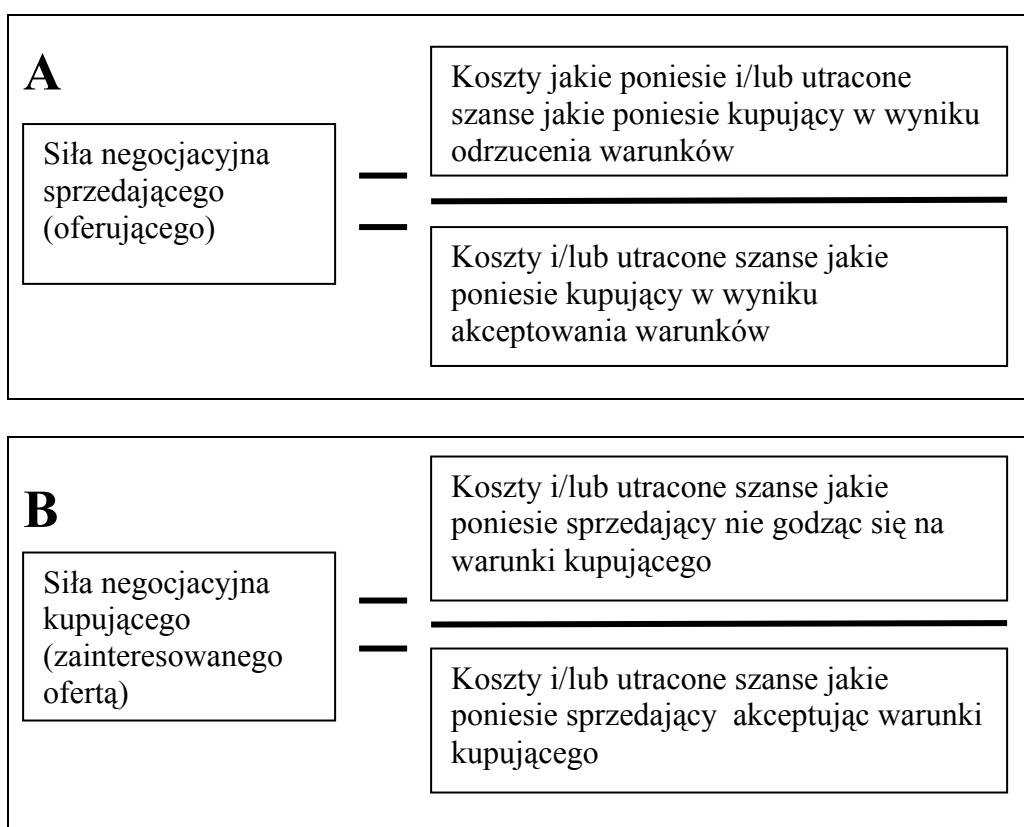 A
Siła negocjacyjna
sprzedającego
(oferującego)
Koszty jakie poniesie i/lub utracone
szanse jakie poniesie kupujący w wyniku
odrzucenia warunków
Koszty i/lub utracone szanse jakie
poniesie kupujący w wyniku
akceptowania warunków
B
Siła negocjacyjna
kupującego
(zainteresowanego
ofertą)
Koszty i/lub utracone szanse jakie
poniesie sprzedający nie godząc się na
warunki kupującego
Koszty i/lub utracone szanse jakie
poniesie sprzedający akceptując warunki
kupującego